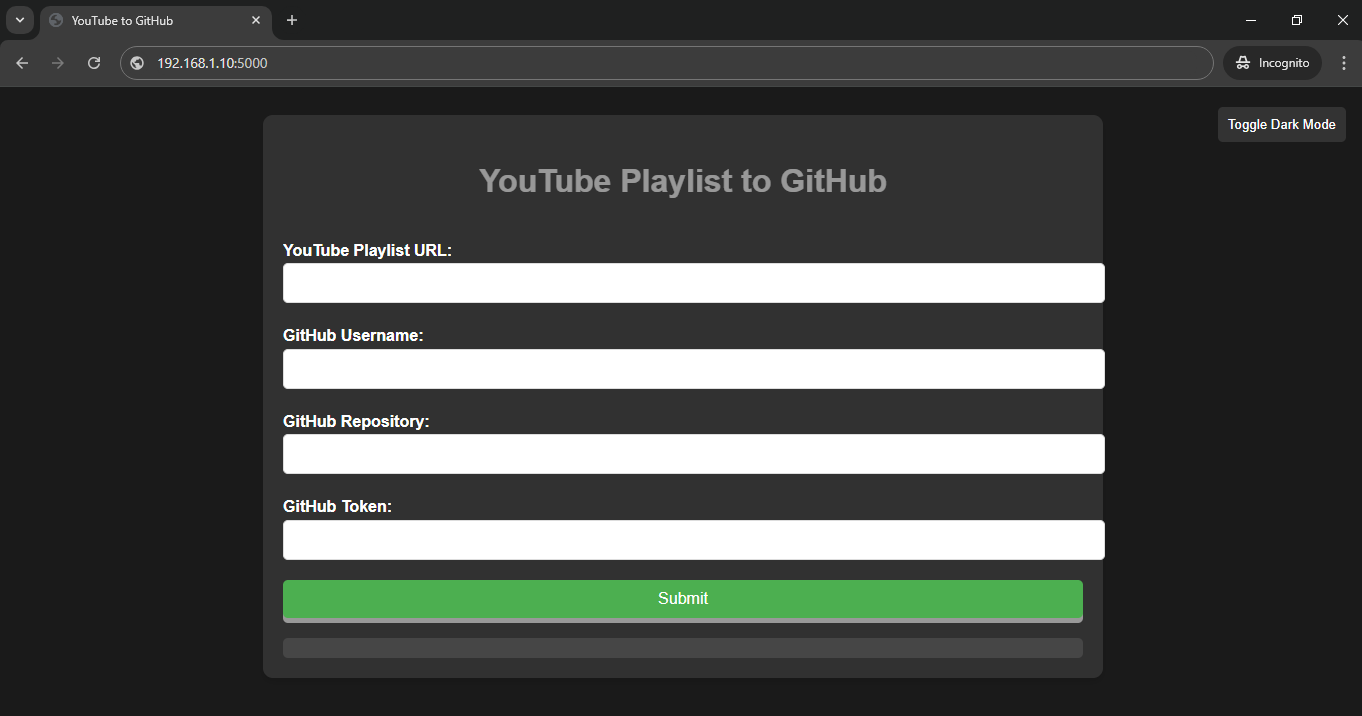 YouTube to GitHub
192.168.1.10:5000
Incognito
Toggle Dark Mode
YouTube Playlist to GitHub
YouTube Playlist URL:
GitHub Username:
GitHub Repository:
GitHub Token:
Submit